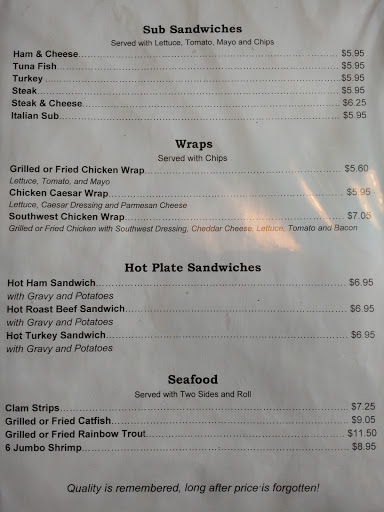 Sub Sandwiches
Served with Lettuce, Tomato, Mayo and Chips
Ham & Cheese $5.95
Tuna Fish $5.95
Turkey $5.95
Steak $5.95
Steak & Cheese $6.25
Italian Sub $5.95
Wraps
Served with Chips
Grilled or Fried Chicken Wrap $5.60
Lettuce, Tomato, and Mayo
Chicken Caesar Wrap $5.95
Lettuce, Caesar Dressing and Parmesan Cheese
Southwest Chicken Wrap $7.05
Grilled or Fried Chicken with Southwest Dressing, Cheddar Cheese, Lettuce, Tomato and Bacon
Hot Plate Sandwiches
Hot Ham Sandwich $6.95
with Gravy and Potatoes
Hot Roast Beef Sandwich $6.95
with Gravy and Potatoes
Hot Turkey Sandwich $6.95
with Gravy and Potatoes
Seafood
Served with Two Sides and Roll
Clam Strips $7.25
Grilled or Fried Catfish $9.05
Grilled or Fried Rainbow Trout $11.50
6 Jumbo Shrimp $8.95
Quality is remembered, long after price is forgotten!